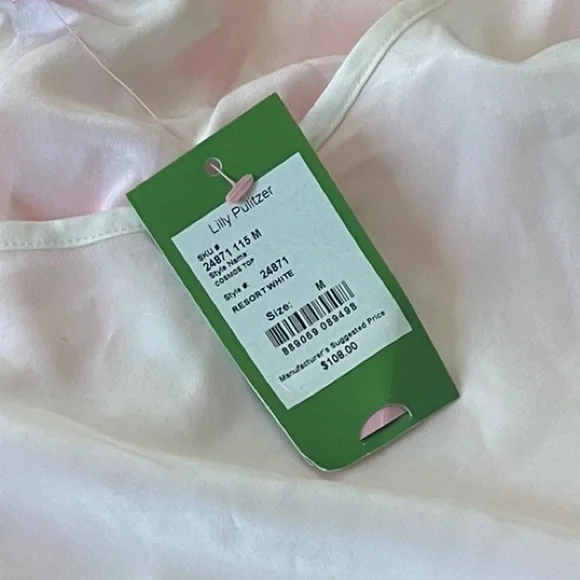 Lilly Pulitzer
SKU #
24871 115 M
Style Name
COSMOS TOP
Style #: 24871
RESORT WHITE
Size: M
889069 089498
Manufacturer's Suggested Price
$108.00